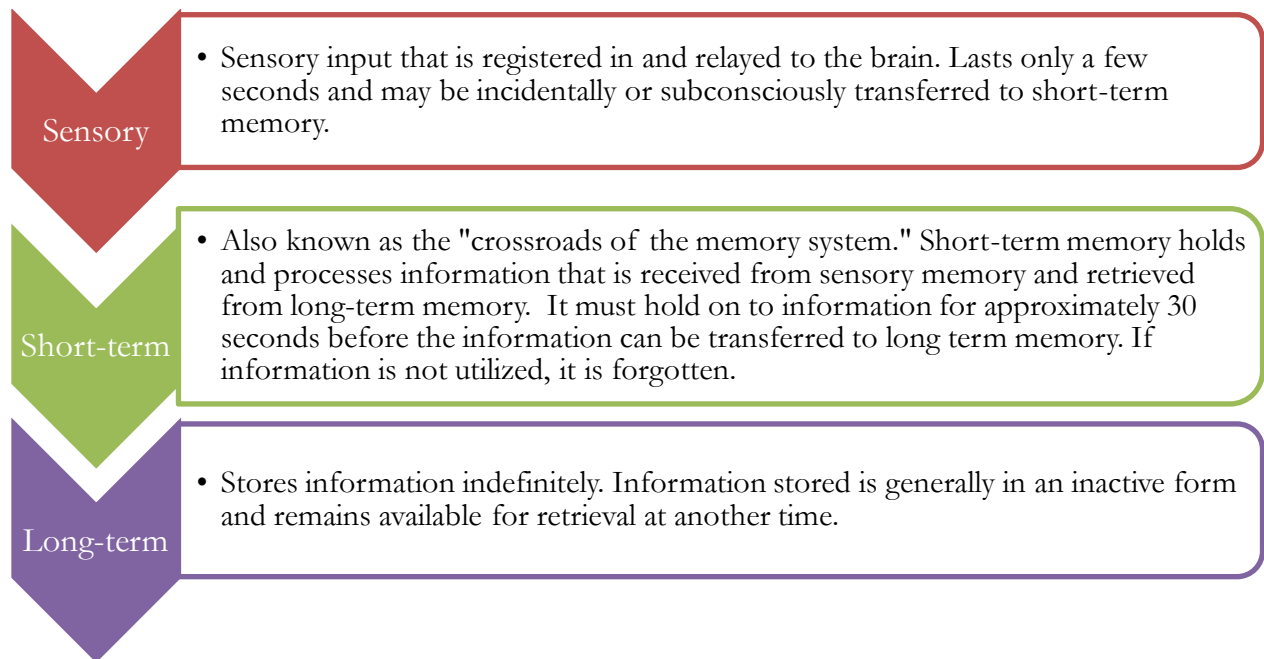 Sensory
• Sensory input that is registered in and relayed to the brain. Lasts only a few
seconds and may be incidentally or subconsciously transferred to short-term
memory.
Short-term
• Also known as the "crossroads of the memory system." Short-term memory holds
and processes information that is received from sensory memory and retrieved
from long-term memory.  It must hold on to information for approximately 30
seconds before the information can be transferred to long term memory. If
information is not utilized, it is forgotten.
Long-term
• Stores information indefinitely. Information stored is generally in an inactive form
and remains available for retrieval at another time.